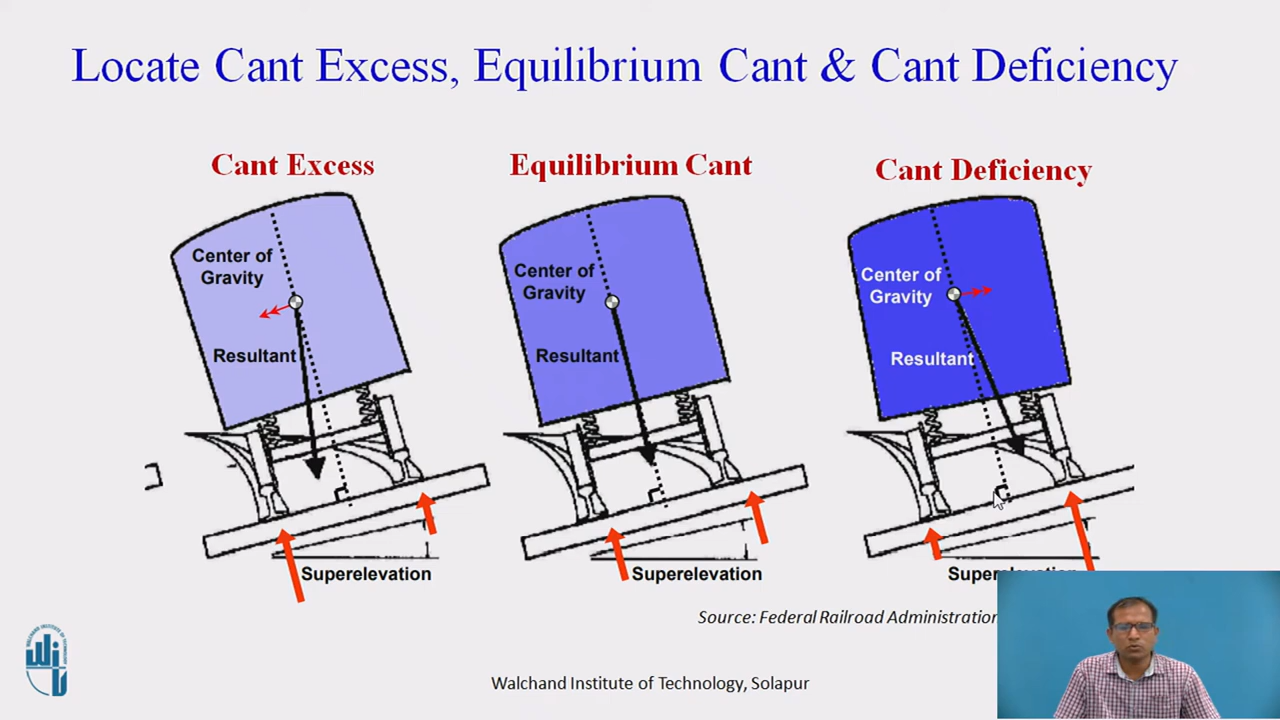 Locate Cant Excess, Equilibrium Cant & Cant Deficiency
Cant Excess
Equilibrium Cant
Cant Deficiency
Center of
Gravity
Resultant
Superelevation
Center of
Gravity
Resultant
Superelevation
Center of
Gravity
Resultant
Source: Federal Railroad Administration
Walchand Institute of Technology, Solapur